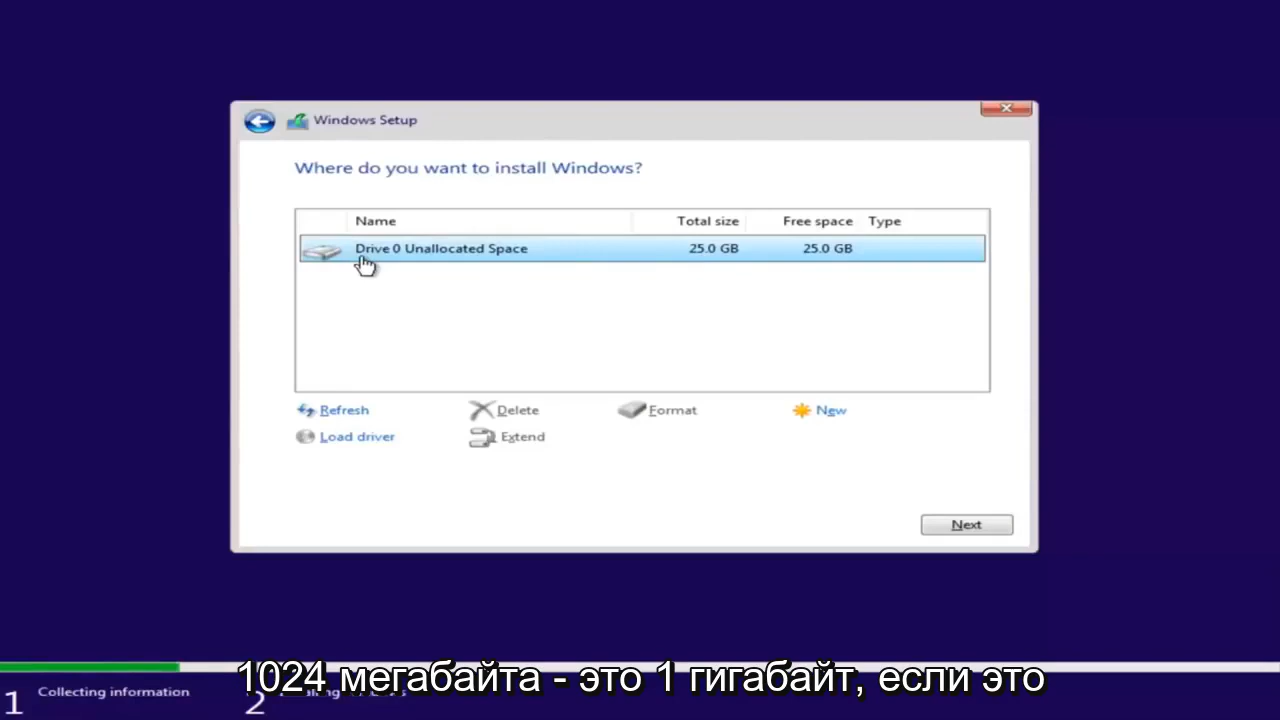 Windows Setup
Where do you want to install Windows?
Name Total size Free space Type
Drive 0 Unallocated Space 25.0 GB 25.0 GB
Refresh Delete Format New
Load driver Extend
Next
1024 мегабайта - это 1 гигабайт, если это
1 Collecting information 2